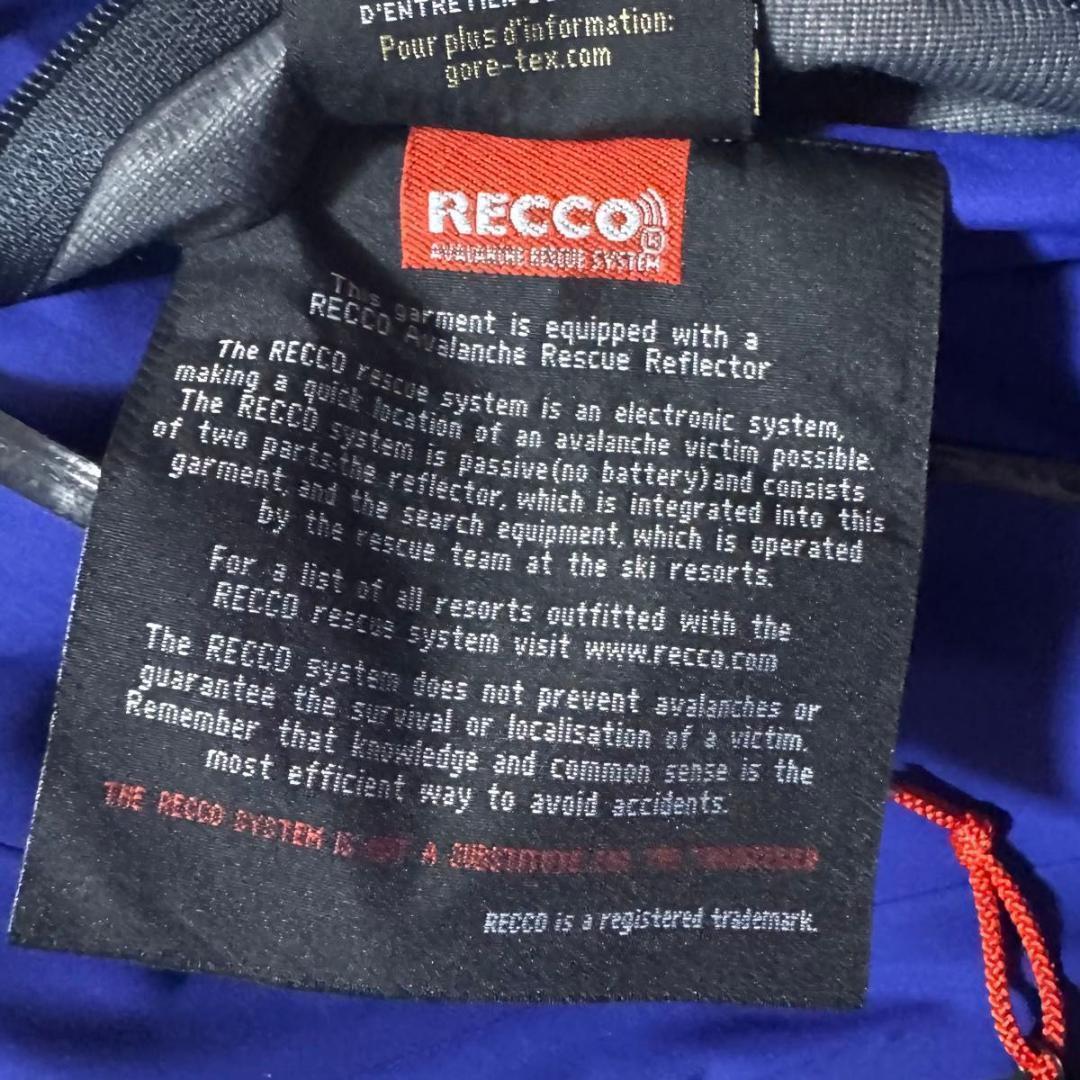 D'ENTRETIEN
Pour plus d'information:
gore-tex.com
RECCO
AVALANCHE RESCUE SYSTEM
This garment is equipped with a
RECCO Avalanche Rescue Reflector
The RECCO rescue system is an electronic system,
making a quick location of an avalanche victim possible.
The RECCO system is passive(no battery)and consists
of two parts:the reflector, which is integrated into this
garment, and the search equipment, which is operated
by the rescue team at the ski resorts.
For a list of all resorts outfitted with the
RECCO rescue system visit www.recco.com
The RECCO system does not prevent avalanches or
guarantee the survival or localisation of a victim.
Remember that knowledge and common sense is the
most efficient way to avoid accidents.
THE RECCO SYSTEM IS NOT A SUBSTITUTE
RECCO is a registered trademark.